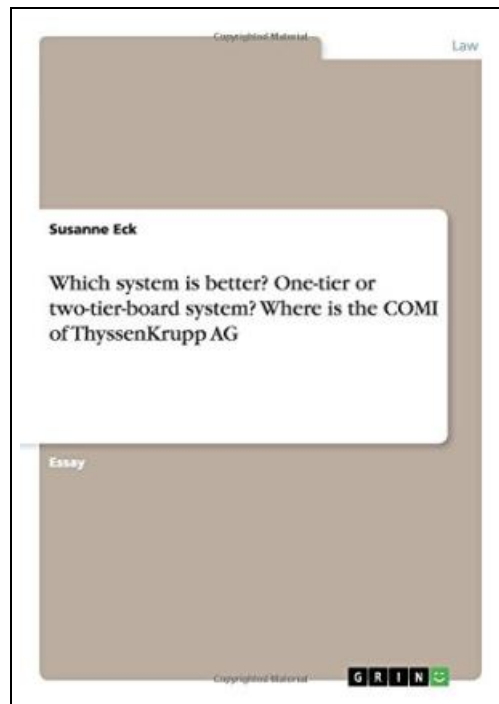 Copyrighted Material
Law
Susanne Eck
Which system is better? One-tier or
two-tier-board system? Where is the COMI
of ThyssenKrupp AG
Essay
Copyrighted Material
GRIN